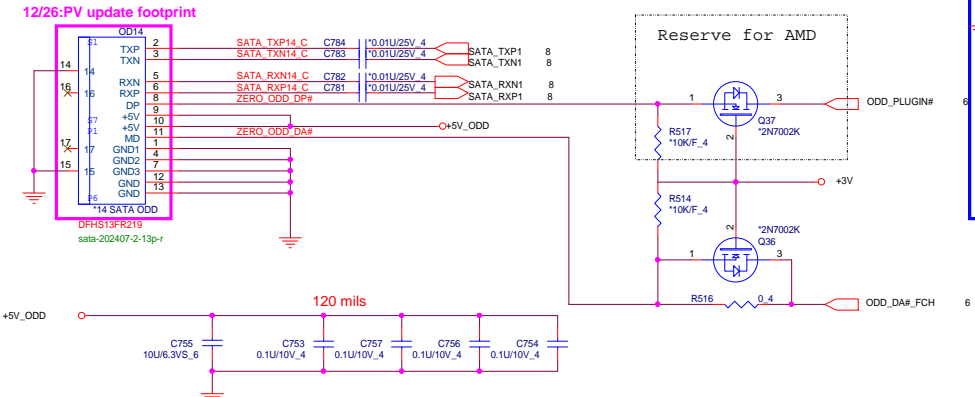 12/26:PV update footprint
OD14
Reserve for AMD
S1
TXP 2 SATA_TXP14_C C784 *0.01U/25V_4 SATA_TXP1 8
TXN 3 SATA_TXN14_C C783 *0.01U/25V_4 SATA_TXN1 8
14 14
RXN 5 SATA_RXN14_C C782 *0.01U/25V_4 SATA_RXN1 8
16 16 RXP 6 SATA_RXP14_C C781 *0.01U/25V_4 SATA_RXP1 8
DP 8 ZERO_ODD_DP# 1 3 ODD_PLUGIN# 6
S7 +5V 9
Q37
*2N7002K
2
P1 +5V 10 +5V_ODD
MD 11 ZERO_ODD_DA#
R517
*10K/F_4
17 17 GND1 1
GND2 4
15 15 GND3 7
GND 12
GND 13
P6
+3V
*14 SATA ODD
DFHS13FR219
sata-202407-2-13p-r
R514
*10K/F_4
2
*2N7002K
Q36
1 3
R516 0_4 ODD_DA#_FCH 6
120 mils
+5V_ODD
C755
10U/6.3VS_6
C753
0.1U/10V_4
C757
0.1U/10V_4
C756
0.1U/10V_4
C754
0.1U/10V_4